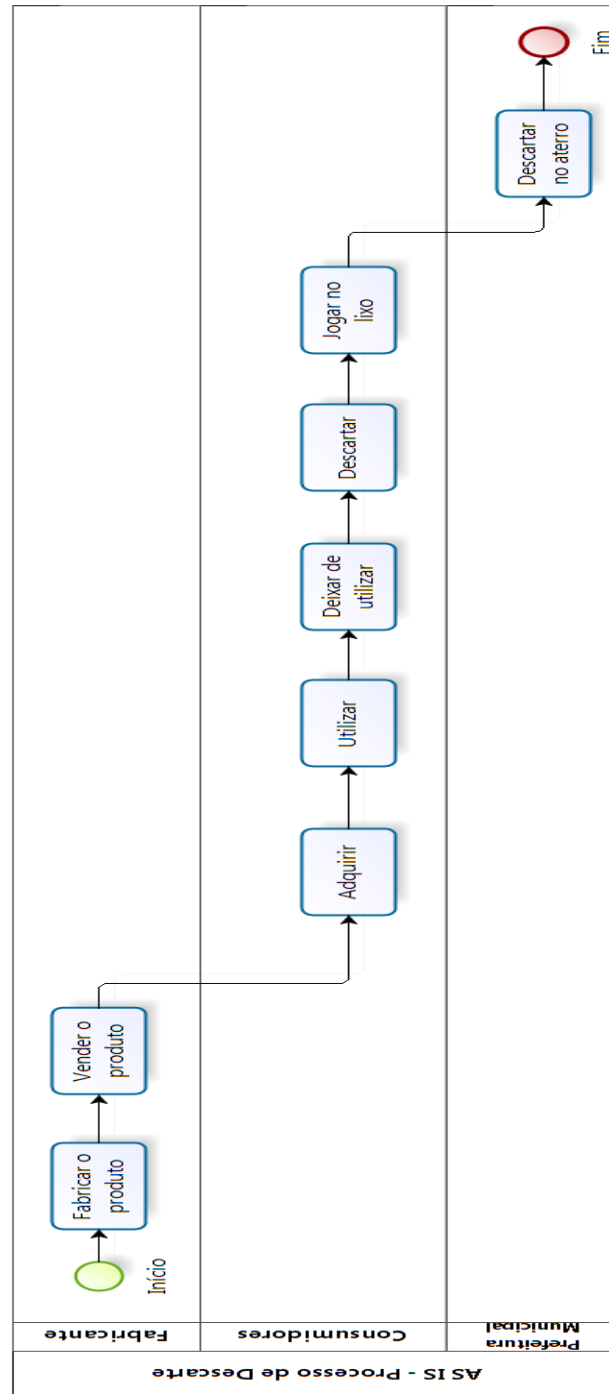 AS IS - Processo de Descarte
Fabricante
Início
Fabricar o
produto
Vender o
produto
Consumidores
Adquirir
Utilizar
Deixar de
utilizar
Descartar
Jogar no
lixo
Prefeitura
Municipal
Descartar
no aterro
Fim